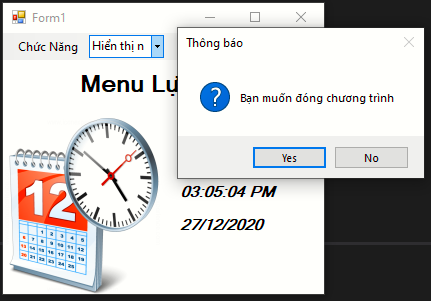 Form1
Chức Năng
Hiển thị n
Menu Lự
12
03:05:04 PM
27/12/2020
Thông báo
Bạn muốn đóng chương trình
Yes
No